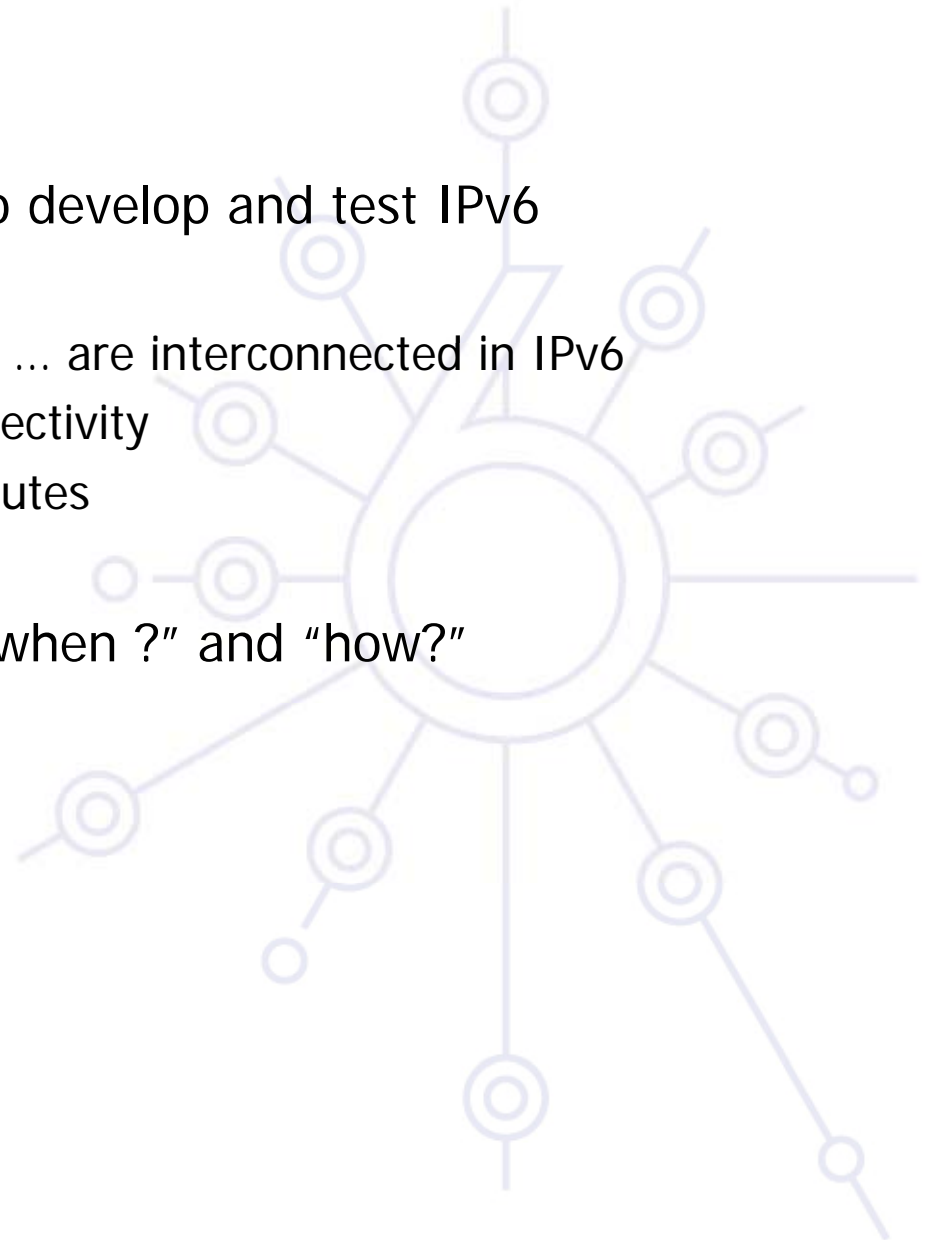 develop and test IPv6
... are interconnected in IPv6
ectivity
utes
when ?” and “how?”